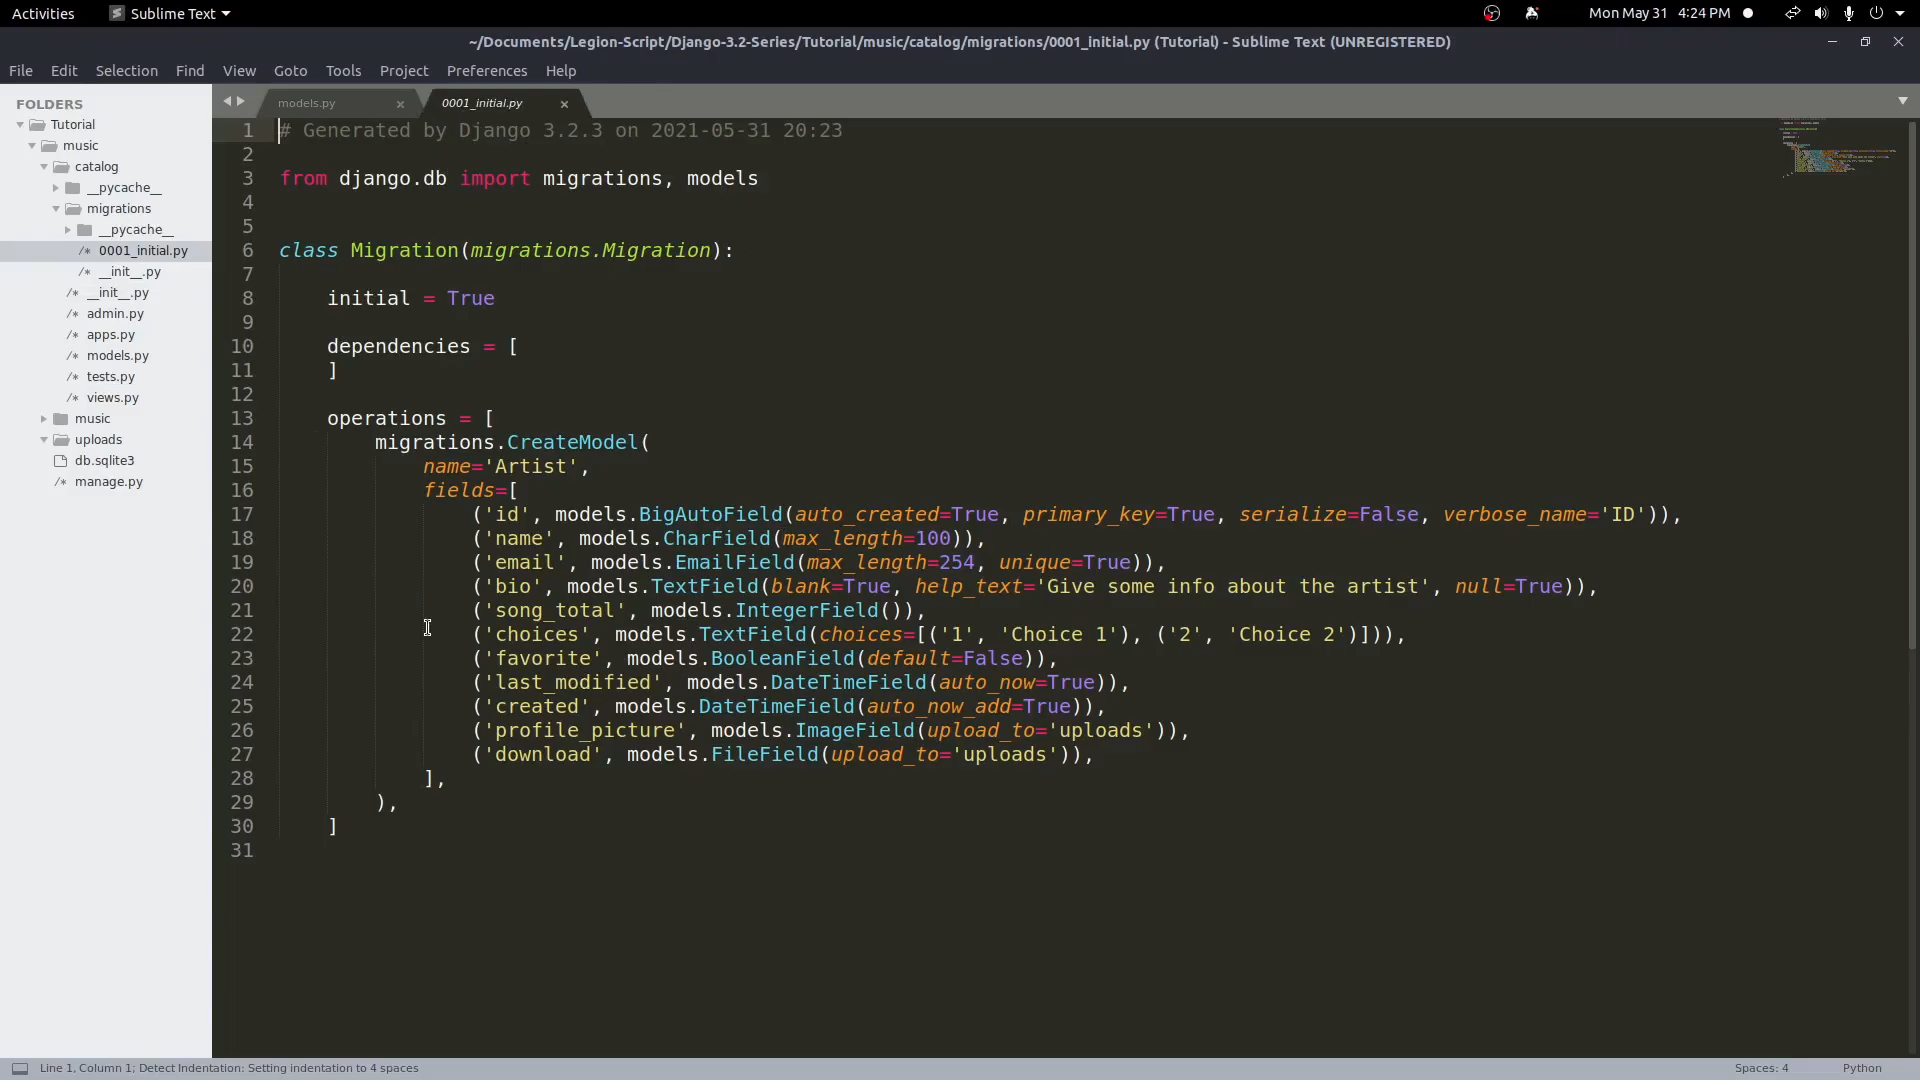 Activities Sublime Text Mon May 31 4:24 PM
~/Documents/Legion-Script/Django-3.2-Series/Tutorial/music/catalog/migrations/0001_initial.py (Tutorial) - Sublime Text (UNREGISTERED)
File Edit Selection Find View Goto Tools Project Preferences Help
FOLDERS
Tutorial
music
catalog
__pycache__
migrations
__pycache__
/* 0001_initial.py
/* __init__.py
/* __init__.py
/* admin.py
/* apps.py
/* models.py
/* tests.py
/* views.py
music
uploads
db.sqlite3
/* manage.py
models.py × 0001_initial.py ×
1 # Generated by Django 3.2.3 on 2021-05-31 20:23
2
3 from django.db import migrations, models
4
5
6 class Migration(migrations.Migration):
7
8     initial = True
9
10     dependencies = [
11     ]
12
13     operations = [
14         migrations.CreateModel(
15             name='Artist',
16             fields=[
17                 ('id', models.BigAutoField(auto_created=True, primary_key=True, serialize=False, verbose_name='ID')),
18                 ('name', models.CharField(max_length=100)),
19                 ('email', models.EmailField(max_length=254, unique=True)),
20                 ('bio', models.TextField(blank=True, help_text='Give some info about the artist', null=True)),
21                 ('song_total', models.IntegerField()),
22                 ('choices', models.TextField(choices=[('1', 'Choice 1'), ('2', 'Choice 2')])),
23                 ('favorite', models.BooleanField(default=False)),
24                 ('last_modified', models.DateTimeField(auto_now=True)),
25                 ('created', models.DateTimeField(auto_now_add=True)),
26                 ('profile_picture', models.ImageField(upload_to='uploads')),
27                 ('download', models.FileField(upload_to='uploads')),
28             ],
29         ),
30     ]
31
Line 1, Column 1; Detect Indentation: Setting indentation to 4 spaces Spaces: 4 Python